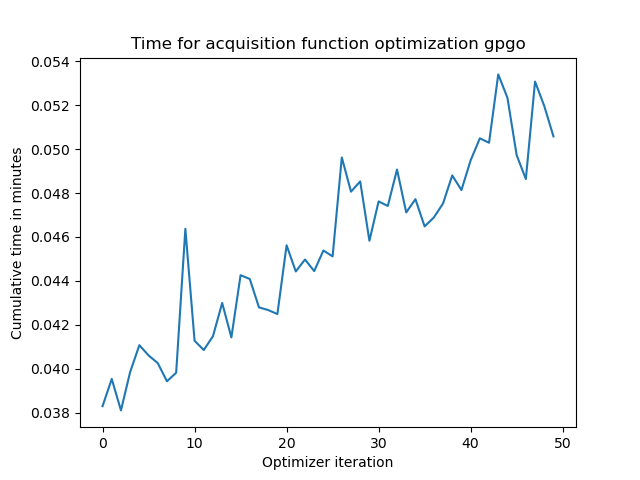 Time for acquisition function optimization gpgo
0.054
0.052
0.050
0.048
0.046
0.044
0.042
0.040
0.038
Cumulative time in minutes
0 10 20 30 40 50
Optimizer iteration